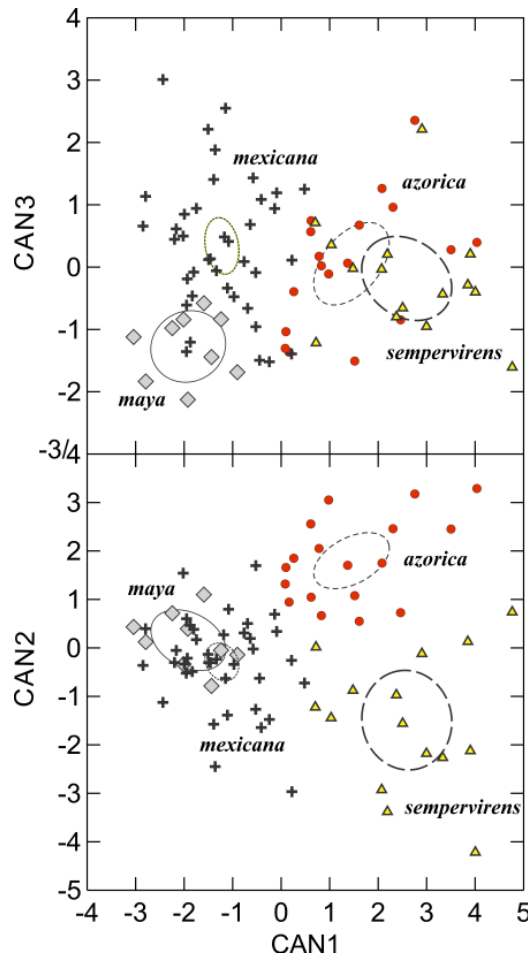 4
3
mexicana
2
azorica
CAN3
1
0
-1
sempervirens
-2
maya
-3/4
3
azorica
2
maya
1
CAN2
0
-1
mexicana
-2
-3
sempervirens
-4
-5
-4 -3 -2 -1 0 1 2 3 4 5
CAN1